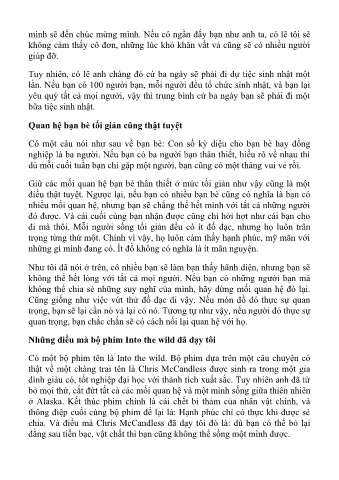 mình sẽ đến chúc mừng mình. Nếu có ngần đấy bạn như anh ta, có lẽ tôi sẽ
không cảm thấy cô đơn, những lúc khó khăn vất vả cũng sẽ có nhiều người
giúp đỡ.
Tuy nhiên, có lẽ anh chàng đó cứ ba ngày sẽ phải đi dự tiệc sinh nhật một
lần. Nếu bạn có 100 người bạn, mỗi người đều tổ chức sinh nhật, và bạn lại
yêu quý tất cả mọi người, vậy thì trung bình cứ ba ngày bạn sẽ phải đi một
bữa tiệc sinh nhật.
Quan hệ bạn bè tối giản cũng thật tuyệt
Có một câu nói như sau về bạn bè: Con số kỳ diệu cho bạn bè hay đồng
nghiệp là ba người. Nếu bạn có ba người bạn thân thiết, hiểu rõ về nhau thì
dù mỗi cuối tuần bạn chỉ gặp một người, bạn cũng có một tháng vui vẻ rồi.
Giữ các mối quan hệ bạn bè thân thiết ở mức tối giản như vậy cũng là một
điều thật tuyệt. Ngược lại, nếu bạn có nhiều bạn bè cũng có nghĩa là bạn có
nhiều mối quan hệ, nhưng bạn sẽ chẳng thể hết mình với tất cả những người
đó được. Và cái cuối cùng bạn nhận được cũng chỉ hời hợt như cái bạn cho
đi mà thôi. Mỗi người sống tối giản đều có ít đồ đạc, nhưng họ luôn trân
trọng từng thứ một. Chính vì vậy, họ luôn cảm thấy hạnh phúc, mỹ mãn với
những gì mình đang có. Ít đồ không có nghĩa là ít mãn nguyện.
Như tôi đã nói ở trên, có nhiều bạn sẽ làm bạn thấy hãnh diện, nhưng bạn sẽ
không thể hết lòng với tất cả mọi người. Nếu bạn có những người bạn mà
không thể chia sẻ những suy nghĩ của mình, hãy dừng mối quan hệ đó lại.
Cũng giống như việc vứt thử đồ đạc đi vậy. Nếu món đồ đó thực sự quan
trọng, bạn sẽ lại cần nó và lại có nó. Tương tự như vậy, nếu người đó thực sự
quan trọng, bạn chắc chắn sẽ có cách nối lại quan hệ với họ.
Những điều mà bộ phim Into the wild đã dạy tôi
Có một bộ phim tên là Into the wild. Bộ phim dựa trên một câu chuyện có
thật về một chàng trai tên là Chris McCandless được sinh ra trong một gia
đình giàu có, tốt nghiệp đại học với thành tích xuất sắc. Tuy nhiên anh đã từ
bỏ mọi thứ, cắt đứt tất cả các mối quan hệ và một mình sống giữa thiên nhiên
ở Alaska. Kết thúc phim chính là cái chết bi thảm của nhân vật chính, và
thông điệp cuối cùng bộ phim để lại là: Hạnh phúc chỉ có thực khi được sẻ
chia. Và điều mà Chris McCandless đã dạy tôi đó là: dù bạn có thể bỏ lại
đằng sau tiền bạc, vật chất thì bạn cũng không thể sống một mình được.